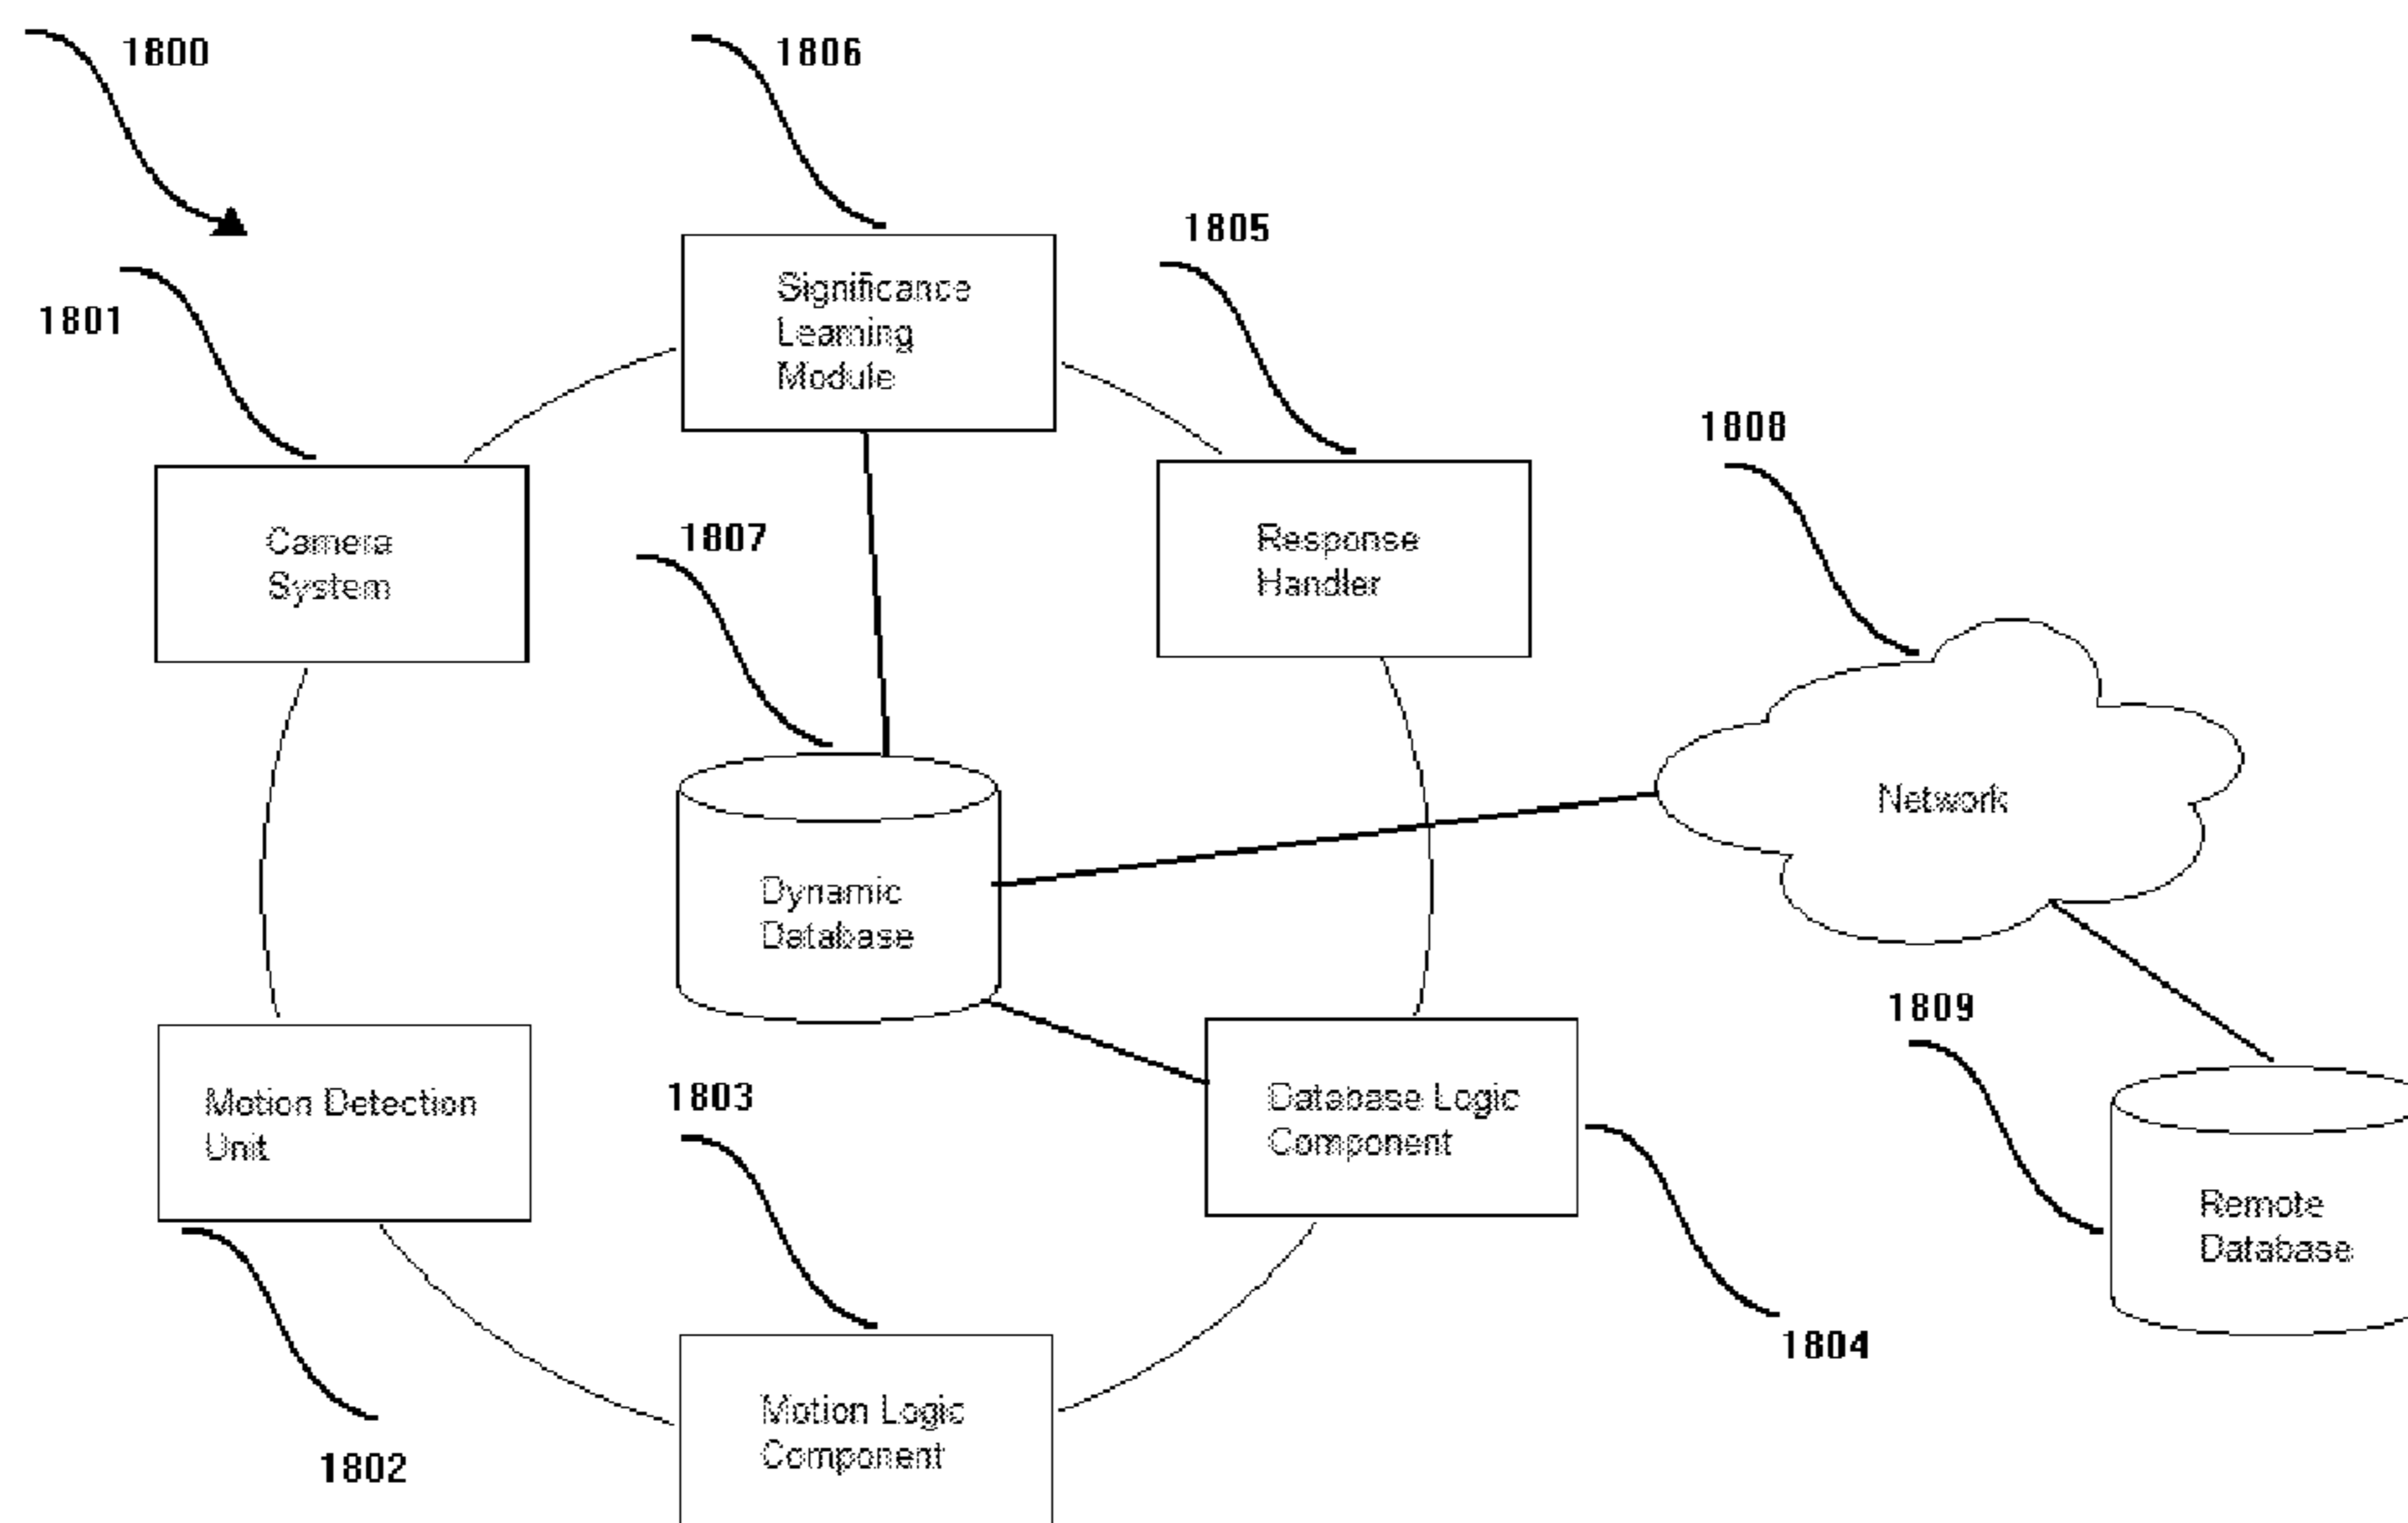 1800
1806
1805
1801
Significance
Learning
Module
1808
Camera
System
1807
Response
Handler
Network
Dynamic
Database
1809
Motion Detection
Unit
1803
Database Logic
Component
Remote
Database
1804
Motion Logic
Component
1802